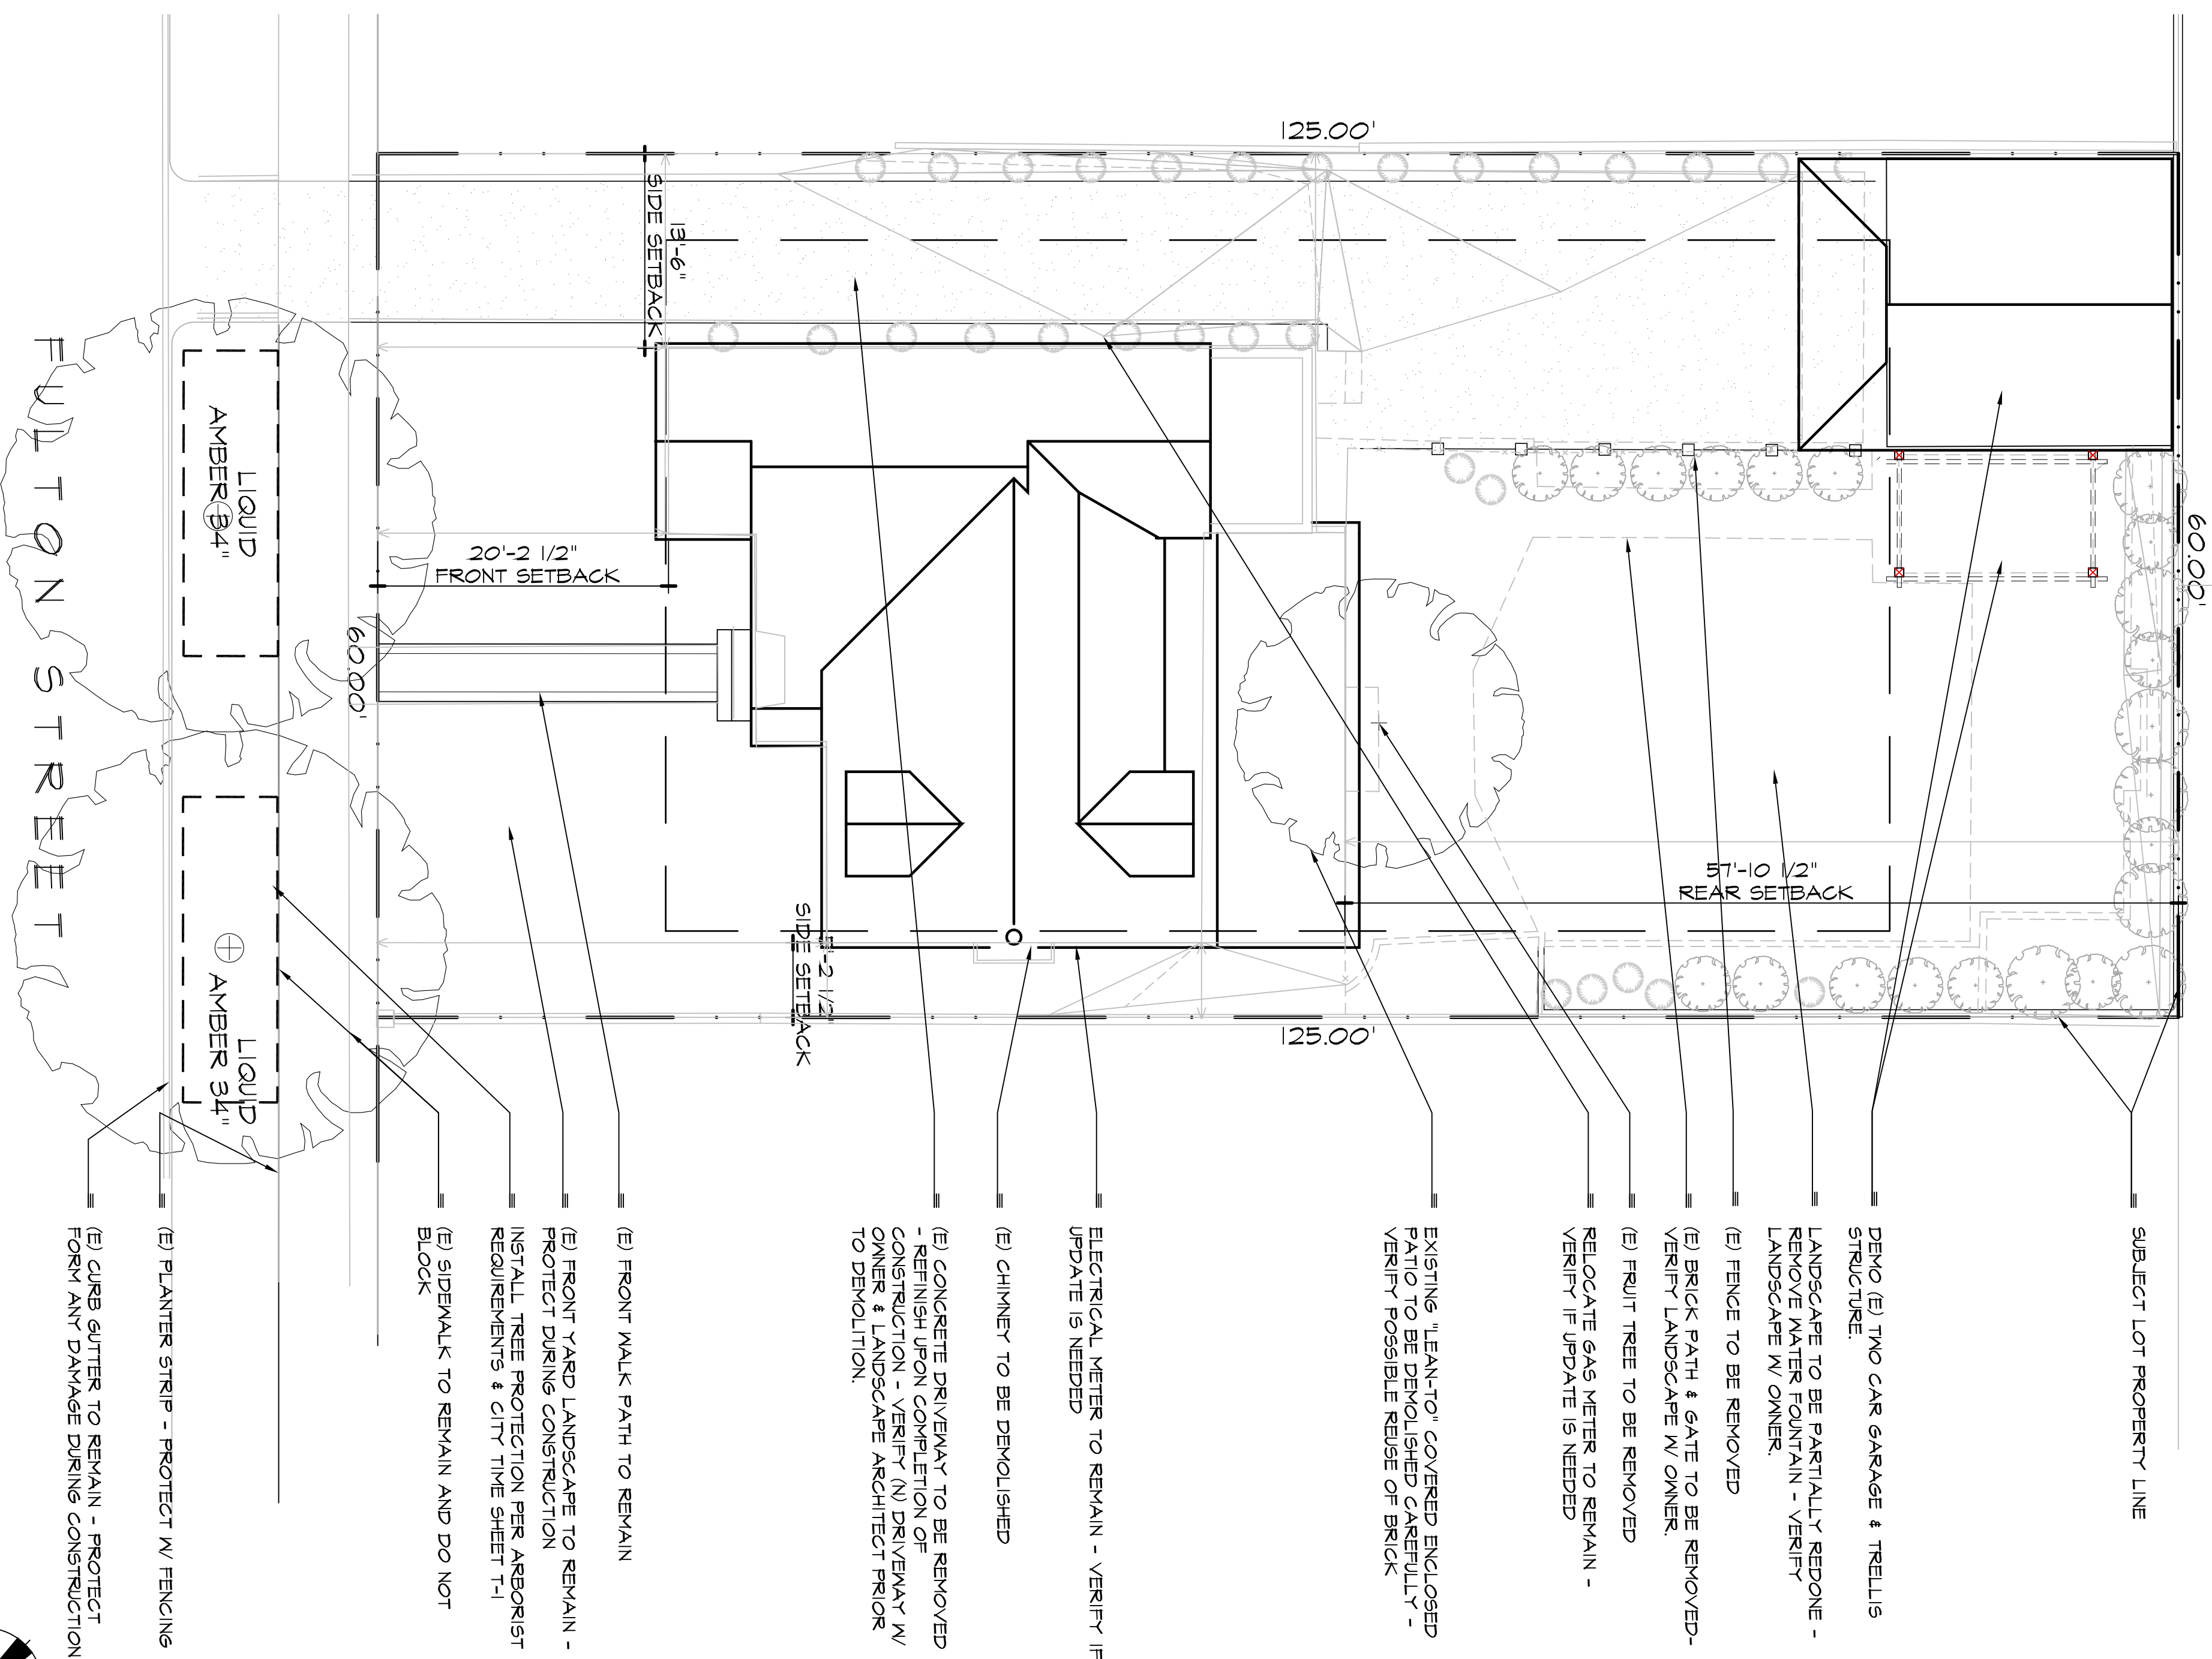 125.00'
60.00'
SIDE SETBACK
13'-6"
20'-2 1/2"
FRONT SETBACK
60.00'
57'-10 1/2"
REAR SETBACK
SIDE SETBACK
125.00'
FULTON STREET
LIQUID
AMBER 34"
LIQUID
AMBER 34"
SUBJECT LOT PROPERTY LINE
DEMO (E) TWO CAR GARAGE & TRELLIS
STRUCTURE.
LANDSCAPE TO BE PARTIALLY REDONE -
REMOVE WATER FOUNTAIN - VERIFY
LANDSCAPE W/ OWNER.
(E) FENCE TO BE REMOVED
(E) BRICK PATH & GATE TO BE REMOVED-
VERIFY LANDSCAPE W/ OWNER.
(E) FRUIT TREE TO BE REMOVED
RELOCATE GAS METER TO REMAIN -
VERIFY IF UPDATE IS NEEDED
EXISTING "LEAN-TO" COVERED ENCLOSED
PATIO TO BE DEMOLISHED CAREFULLY -
VERIFY POSSIBLE REUSE OF BRICK
ELECTRICAL METER TO REMAIN - VERIFY IF
UPDATE IS NEEDED
(E) CHIMNEY TO BE DEMOLISHED
(E) CONCRETE DRIVEWAY TO BE REMOVED
- REFINISH UPON COMPLETION OF
CONSTRUCTION - VERIFY (N) DRIVEWAY W/
OWNER & LANDSCAPE ARCHITECT PRIOR
TO DEMOLITION.
(E) FRONT WALK PATH TO REMAIN
(E) FRONT YARD LANDSCAPE TO REMAIN -
PROTECT DURING CONSTRUCTION
INSTALL TREE PROTECTION PER ARBORIST
REQUIREMENTS & CITY TIME SHEET T-1
(E) SIDEWALK TO REMAIN AND DO NOT
BLOCK
(E) PLANTER STRIP - PROTECT W/ FENCING
(E) CURB GUTTER TO REMAIN - PROTECT
FORM ANY DAMAGE DURING CONSTRUCTION